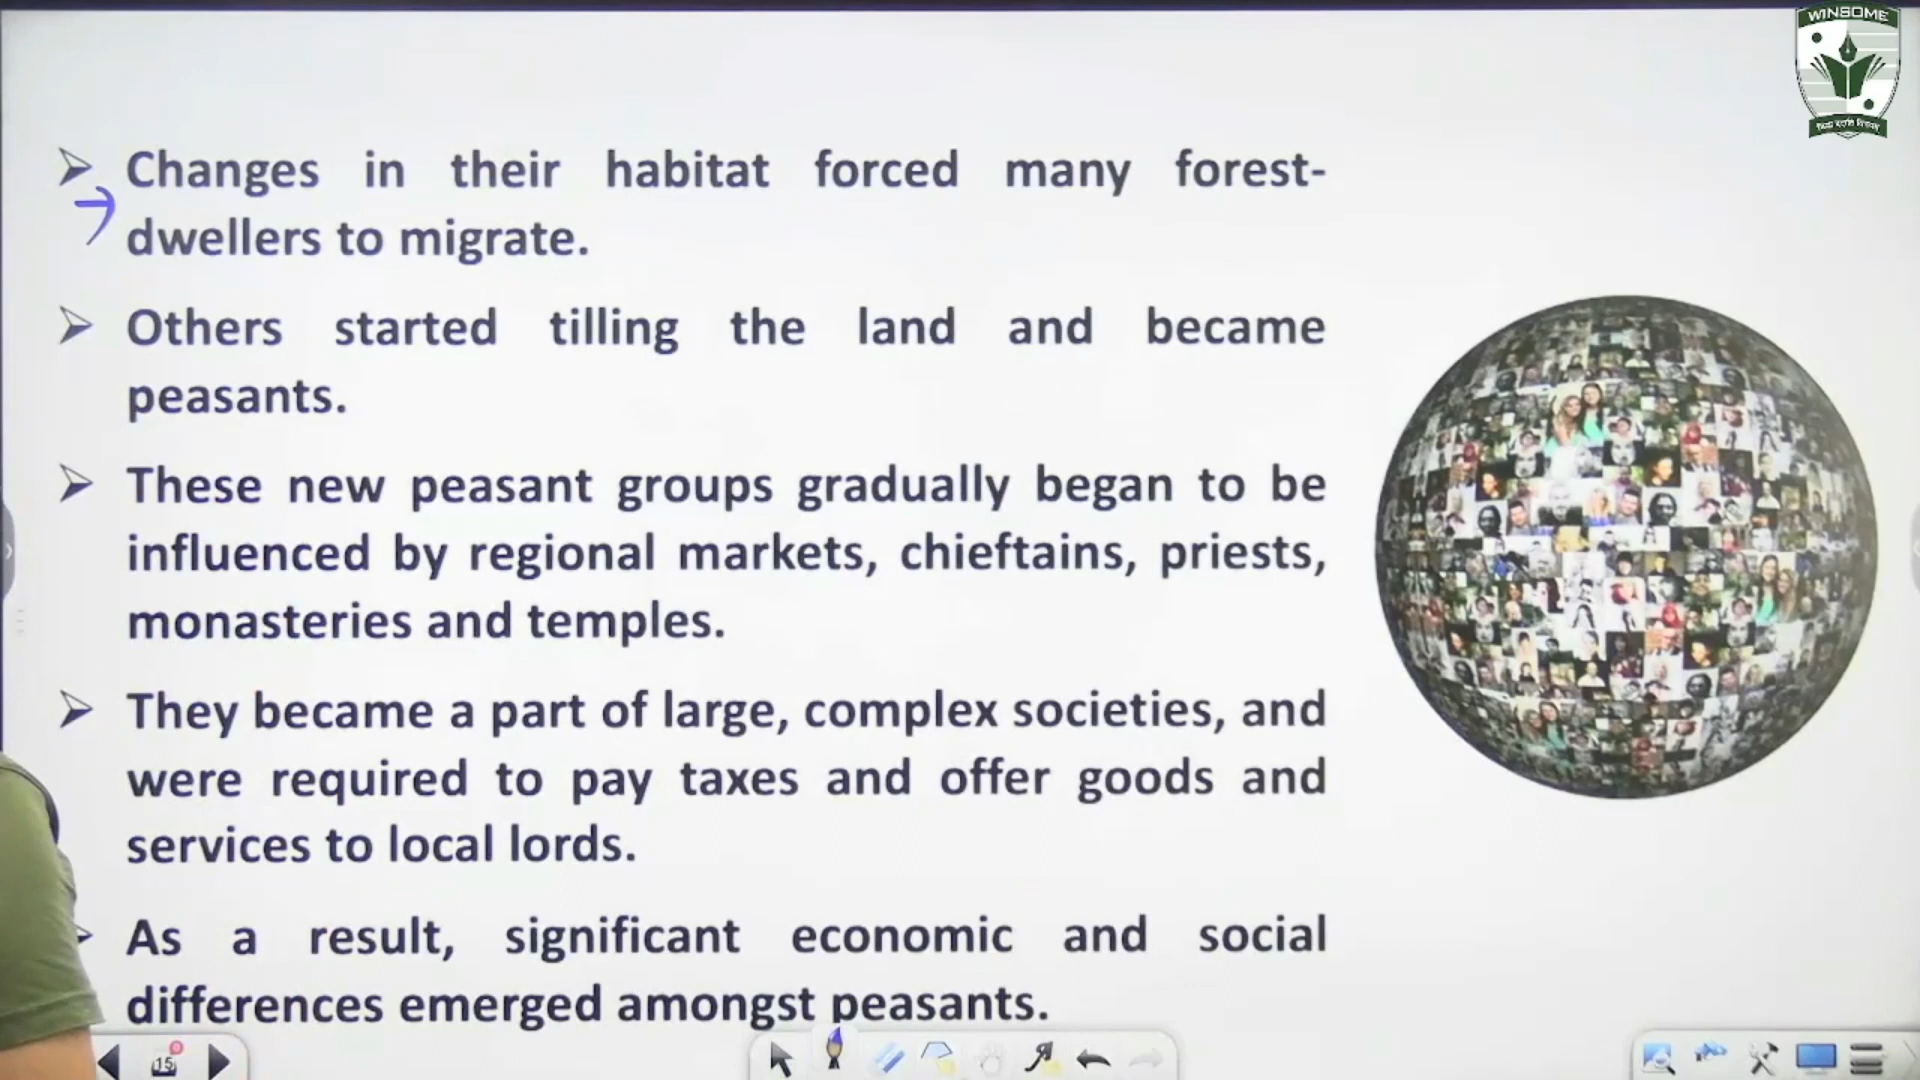 WINSOME
Changes in their habitat forced many forest-
dwellers to migrate.
Others started tilling the land and became
peasants.
These new peasant groups gradually began to be
influenced by regional markets, chieftains, priests,
monasteries and temples.
They became a part of large, complex societies, and
were required to pay taxes and offer goods and
services to local lords.
As a result, significant economic and social
differences emerged amongst peasants.
15